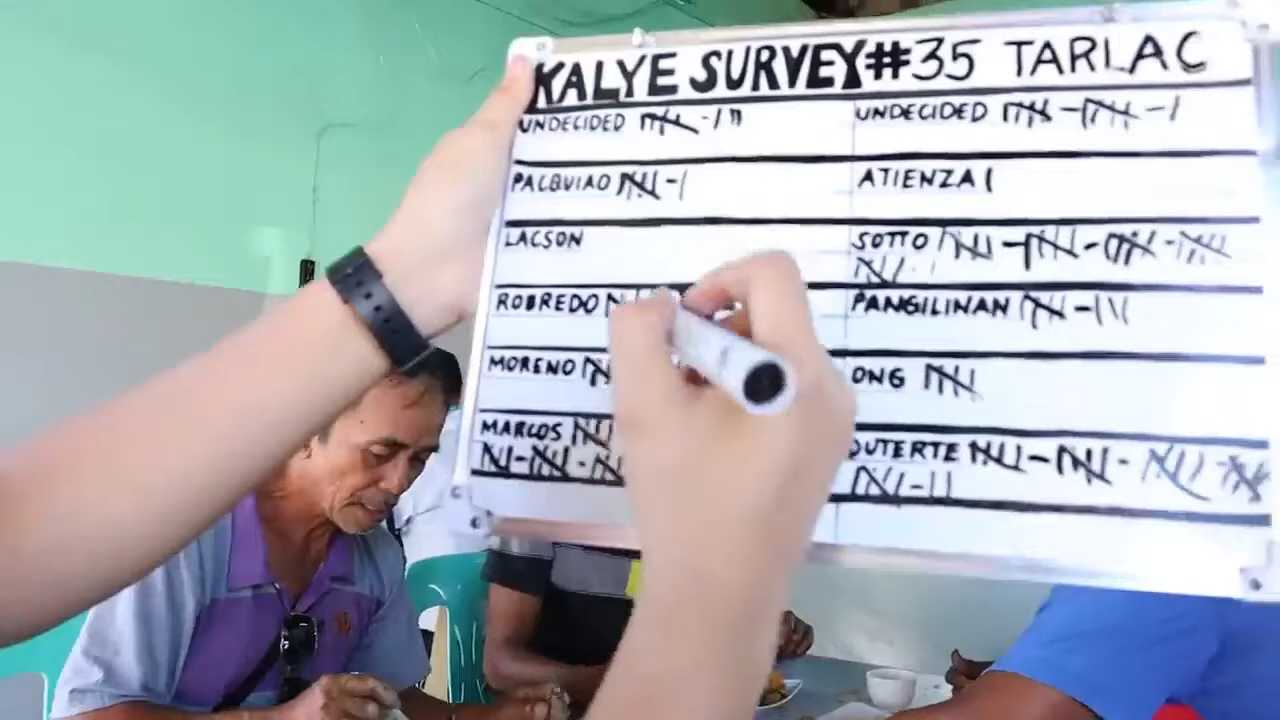 KALYE SURVEY #35 TARLAC
UNDECIDED
PACQUIAO
LACSON
ROBREDO
MORENO
MARCOS
UNDECIDED
ATIENZA
SOTTO
PANGILINAN
ONG
DUTERTE